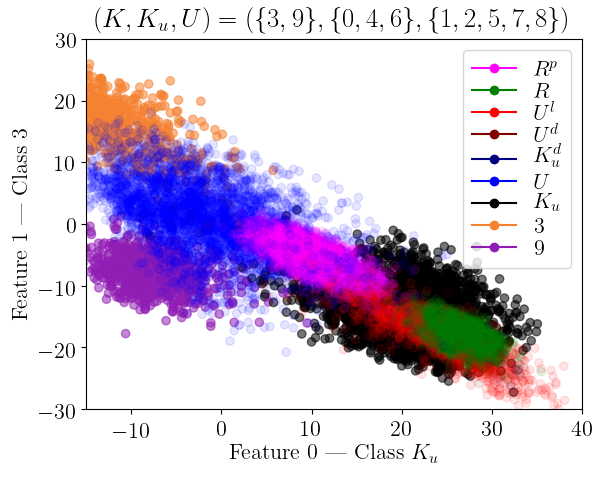 (K, K_u, U) = ({3, 9}, {0, 4, 6}, {1, 2, 5, 7, 8})
30
20
10
0
−10
−20
−30
Feature 1 — Class 3
R^p
R
U^l
U^d
K_u^d
U
K_u
3
9
−10
0
10
20
30
40
Feature 0 — Class K_u